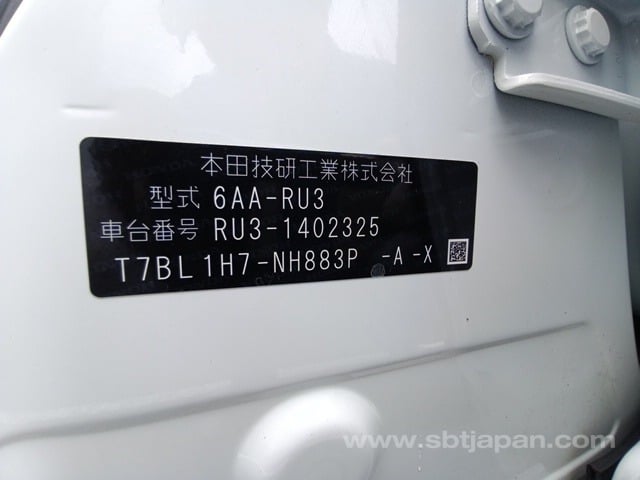 本田技研工業株式会社
型式 6AA-RU3
車台番号 RU3-1402325
T7BL1H7-NH883P -A-X
www.sbtjapan.com